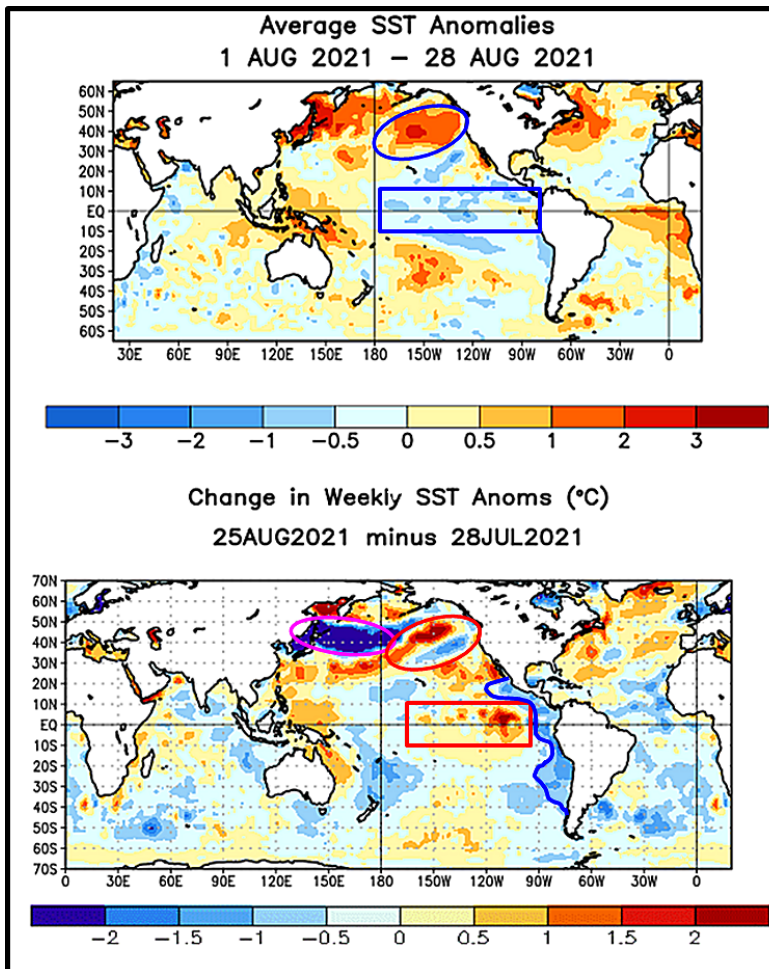 Average SST Anomalies
1 AUG 2021 – 28 AUG 2021
60N
50N
40N
30N
20N
10N
EQ
10S
20S
30S
40S
50S
60S
30E 60E 90E 120E 150E 180 150W 120W 90W 60W 30W 0
-3 -2 -1 -0.5 0 0.5 1 2 3
Change in Weekly SST Anoms (°C)
25AUG2021 minus 28JUL2021
70N
60N
50N
40N
30N
20N
10N
EQ
10S
20S
30S
40S
50S
60S
70S
0 30E 60E 90E 120E 150E 180 150W 120W 90W 60W 30W 0
-2 -1.5 -1 -0.5 0 0.5 1 1.5 2